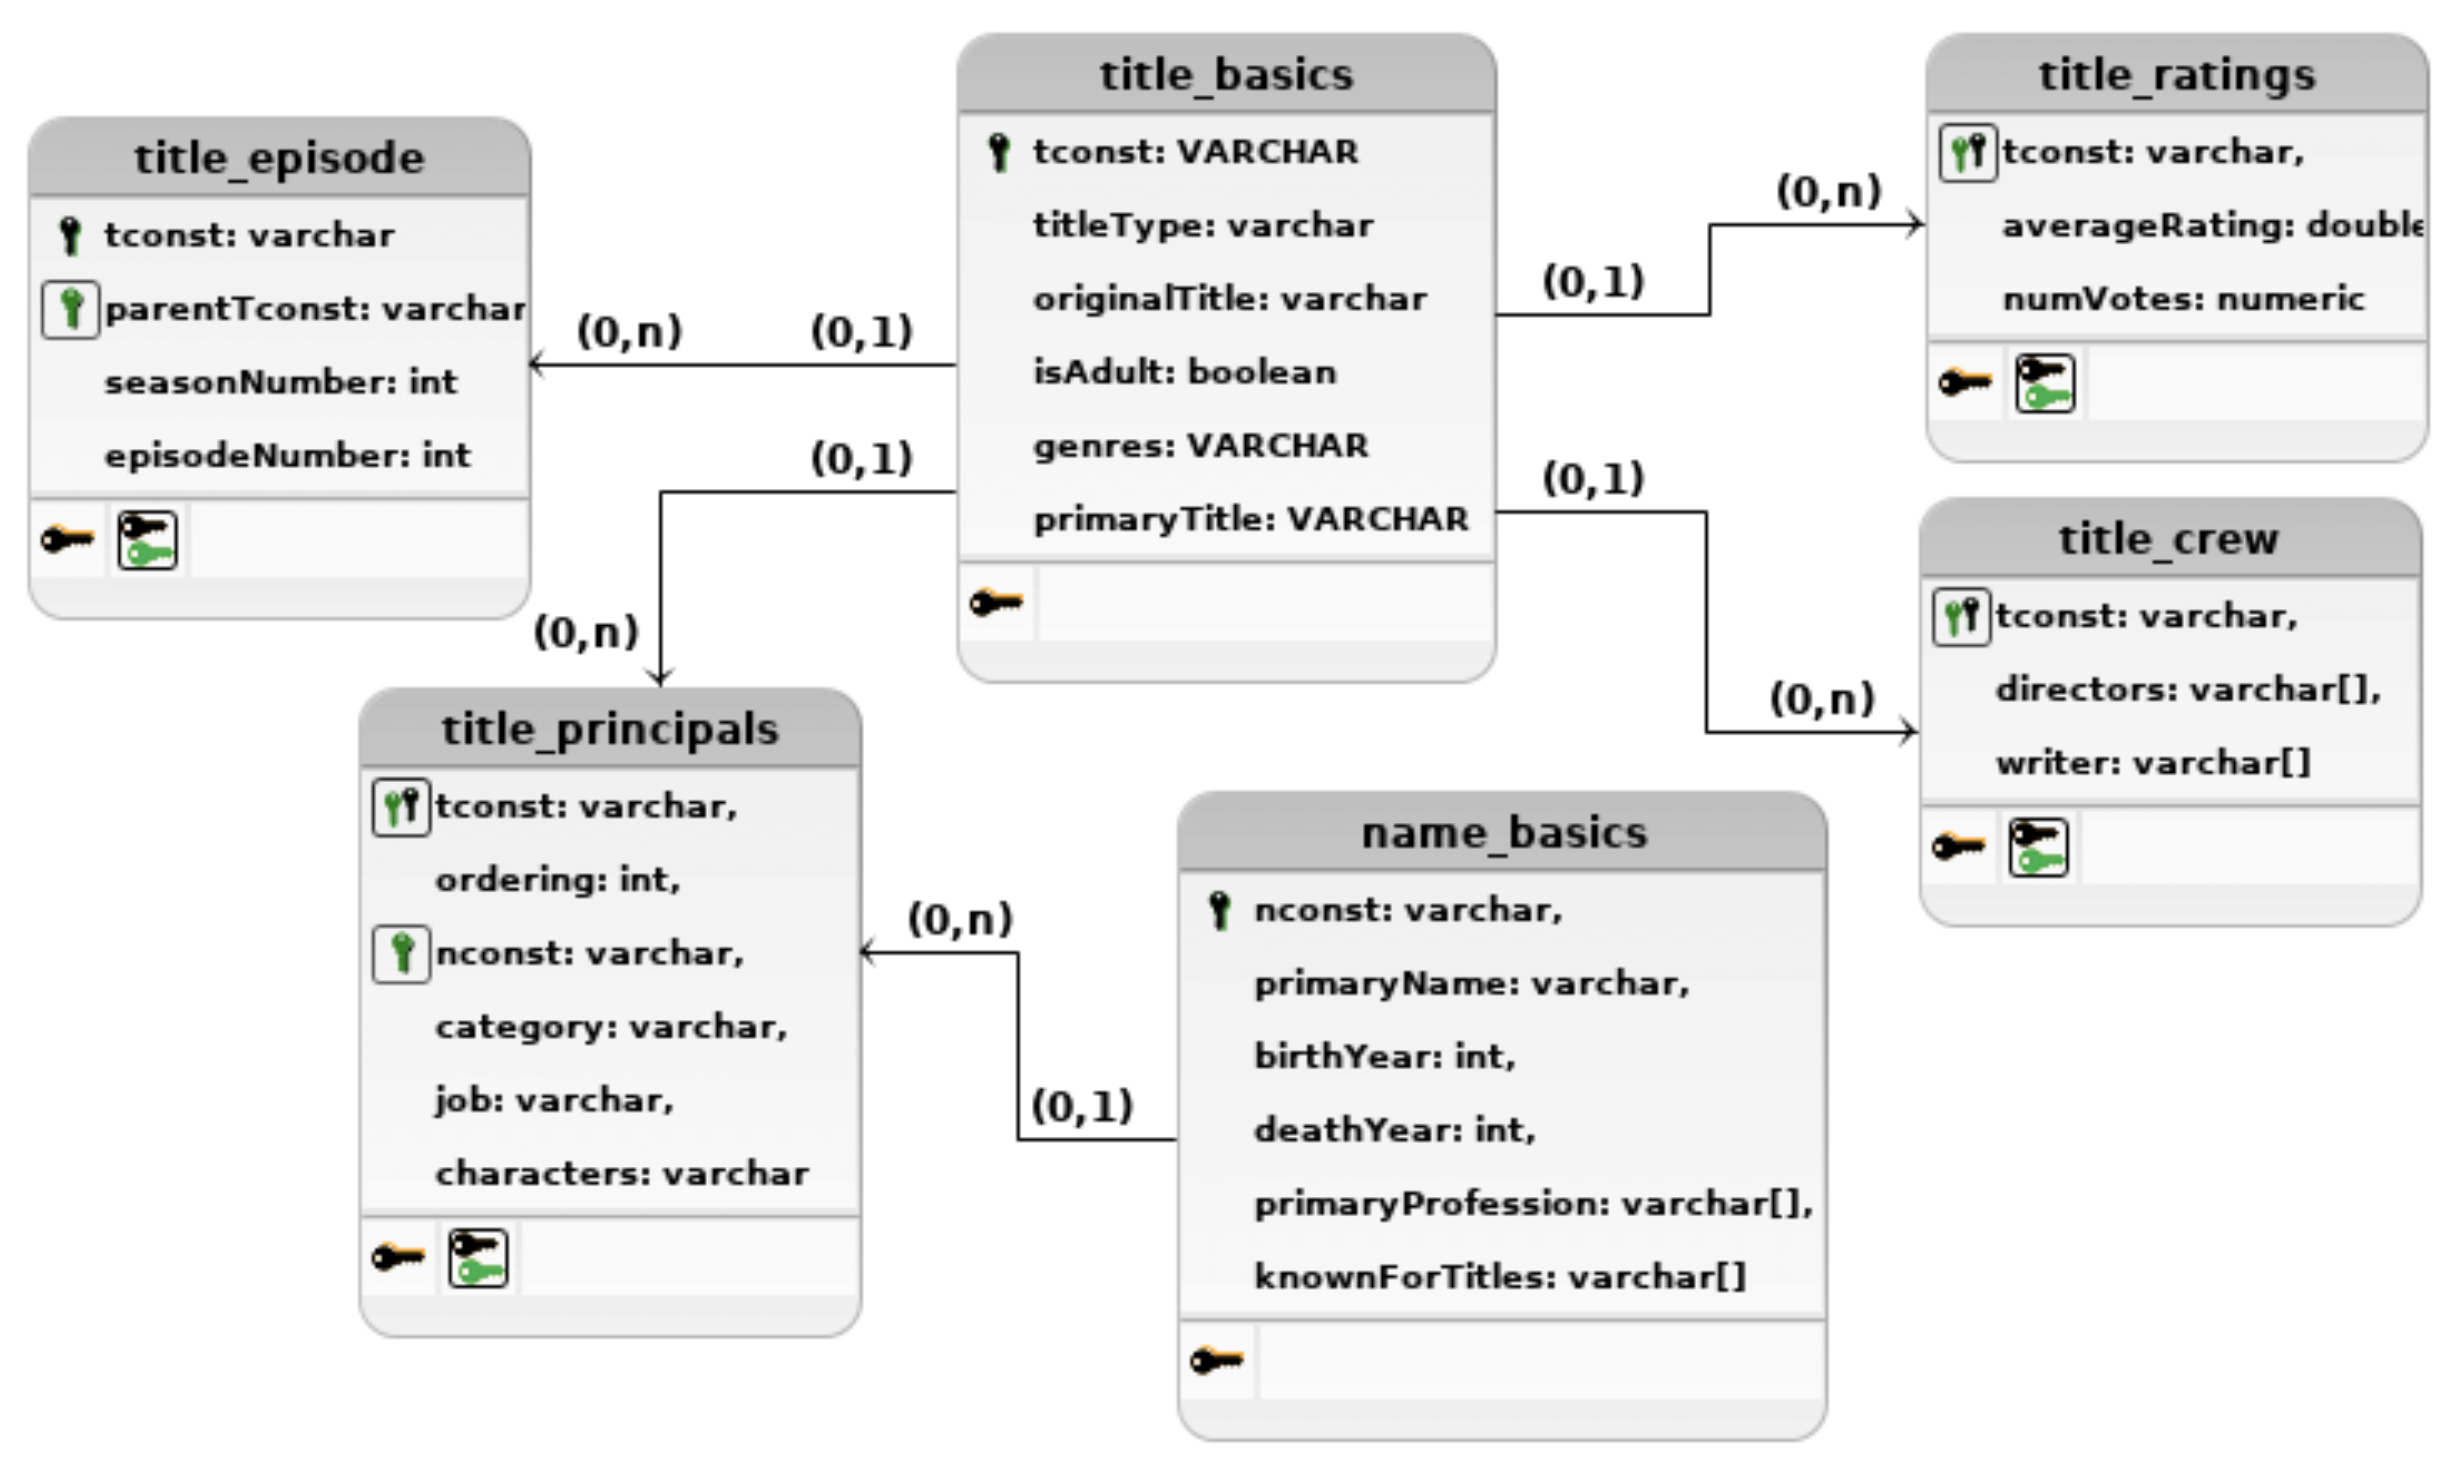 title_episode
tconst: varchar
parentTconst: varchar
seasonNumber: int
episodeNumber: int
(0,n)
(0,1)
title_basics
tconst: VARCHAR
titleType: varchar
originalTitle: varchar
isAdult: boolean
genres: VARCHAR
primaryTitle: VARCHAR
(0,1)
(0,n)
title_ratings
tconst: varchar,
averageRating: double
numVotes: numeric
(0,1)
(0,n)
(0,1)
(0,n)
title_crew
tconst: varchar,
directors: varchar[],
writer: varchar[]
title_principals
tconst: varchar,
ordering: int,
nconst: varchar,
category: varchar,
job: varchar,
characters: varchar
(0,n)
(0,1)
name_basics
nconst: varchar,
primaryName: varchar,
birthYear: int,
deathYear: int,
primaryProfession: varchar[],
knownForTitles: varchar[]